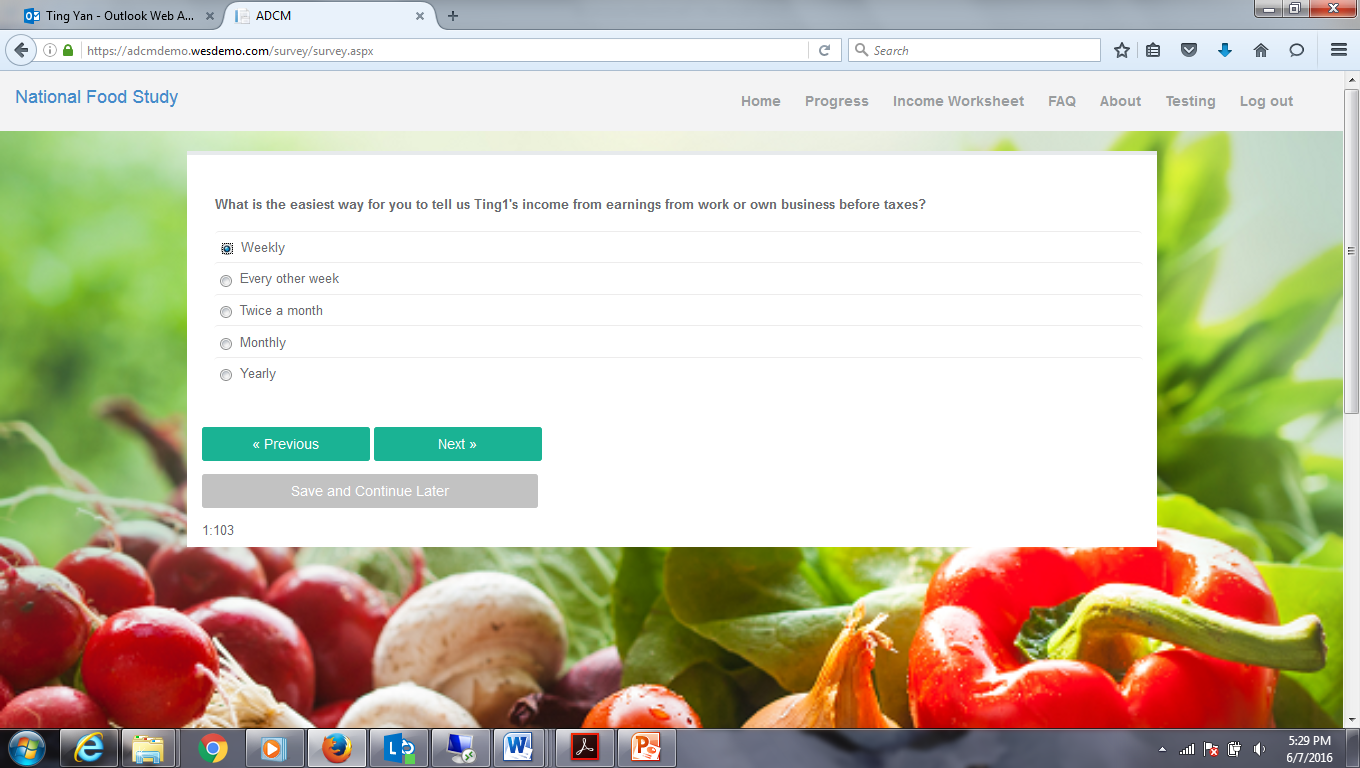 Ting Yan - Outlook Web A...
ADCM
https://adcmdemo.wesdemo.com/survey/survey.aspx
Search
National Food Study
Home Progress Income Worksheet FAQ About Testing Log out
What is the easiest way for you to tell us Ting1's income from earnings from work or own business before taxes?
Weekly
Every other week
Twice a month
Monthly
Yearly
« Previous
Next »
Save and Continue Later
1:103
5:29 PM
6/7/2016